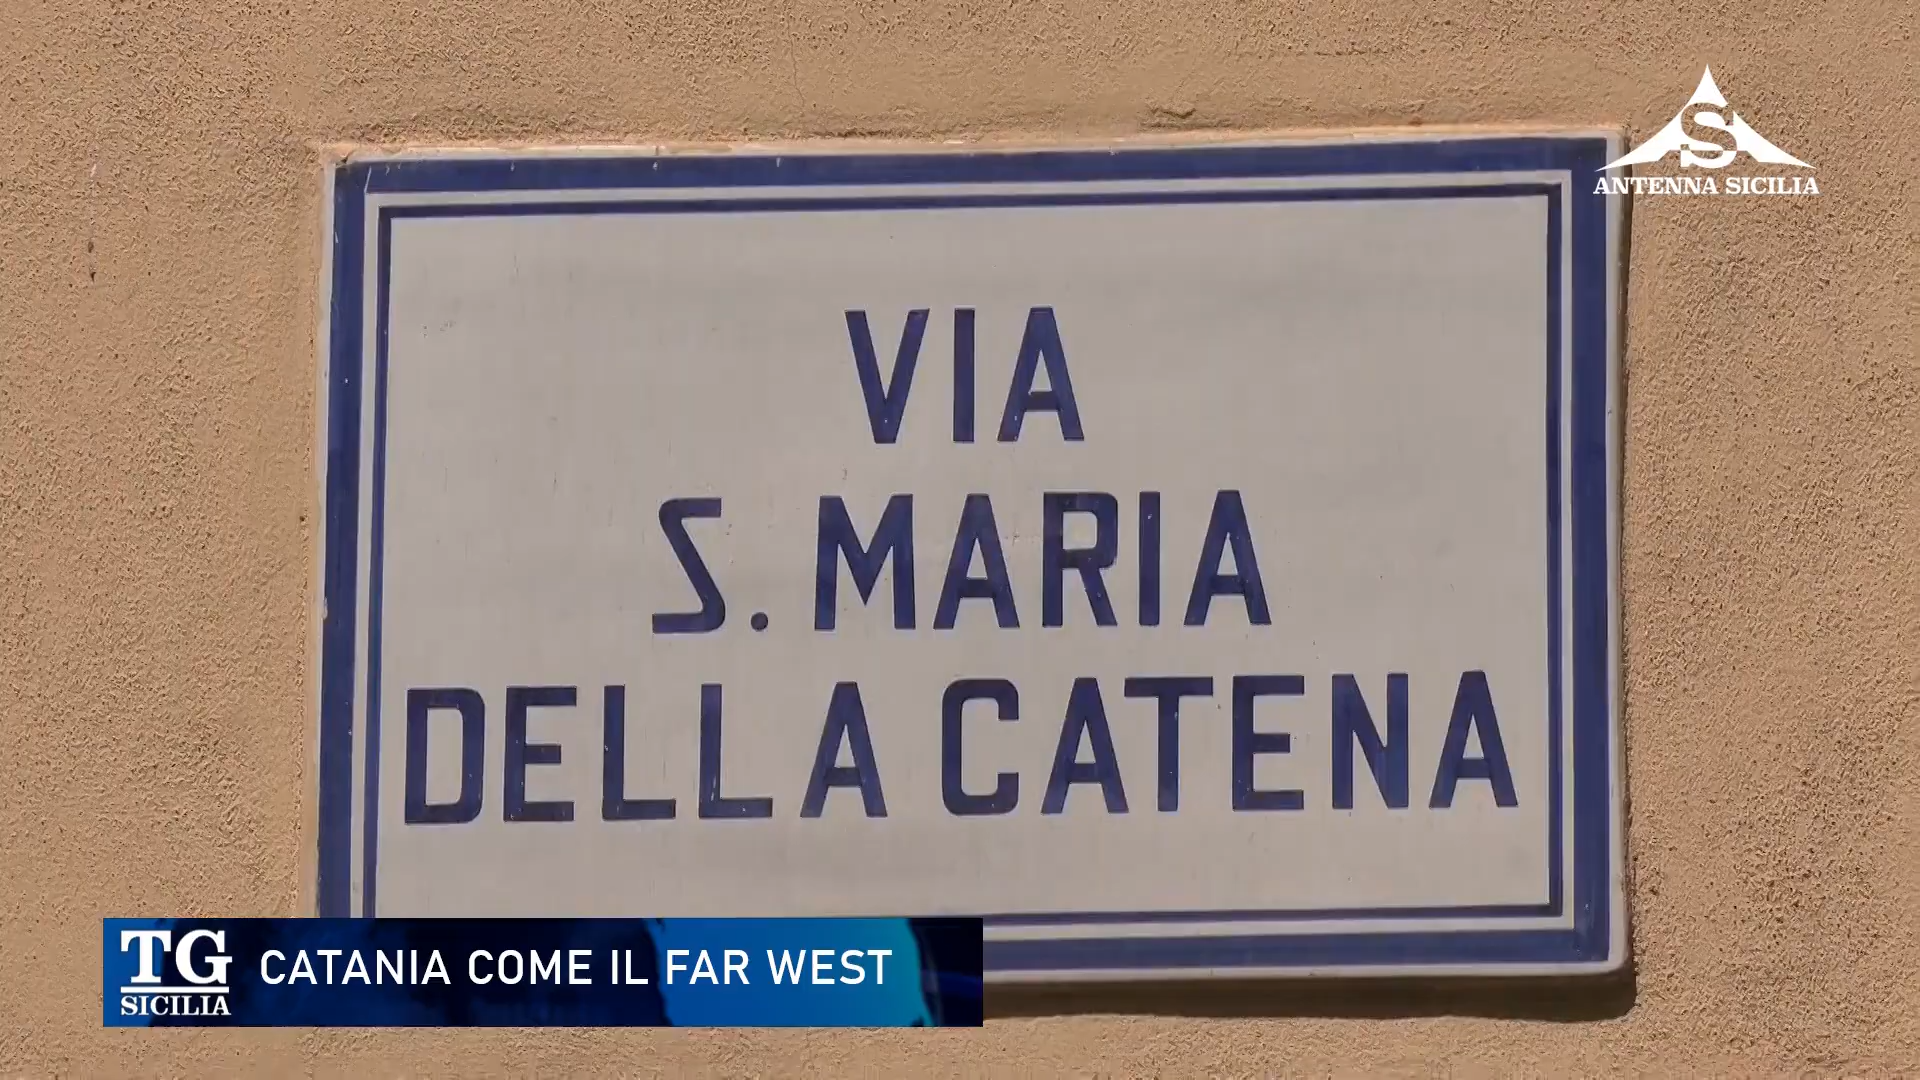 ANTENNA SICILIA
VIA
S. MARIA
DELLA CATENA
TG
SICILIA
CATANIA COME IL FAR WEST